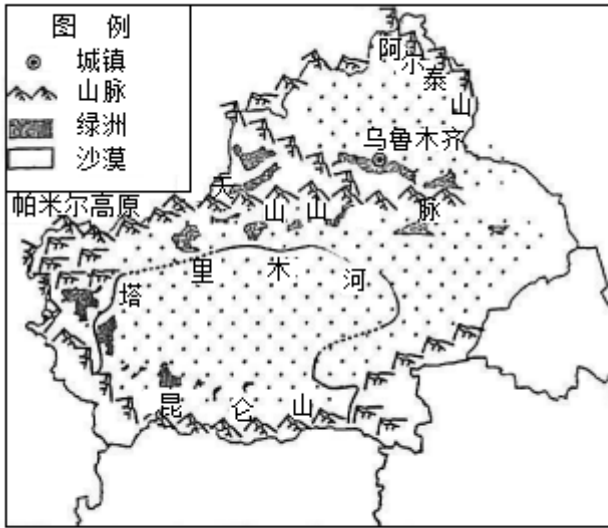 图 例
城镇
山脉
绿洲
沙漠
阿尔泰山
乌鲁木齐
天山山脉
帕米尔高原
塔里木河
昆仑山